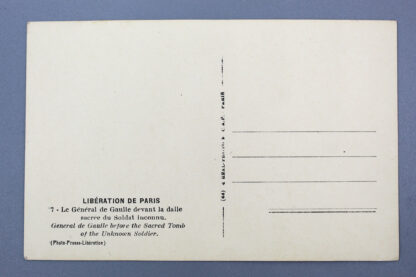 LIBÉRATION DE PARIS
7 - Le Général de Gaulle devant la dalle
sacrée du Soldat inconnu.
General de Gaulle before the Sacred Tomb
of the Unknown Soldier.
(Photo-Presse-Libération)
PARIS